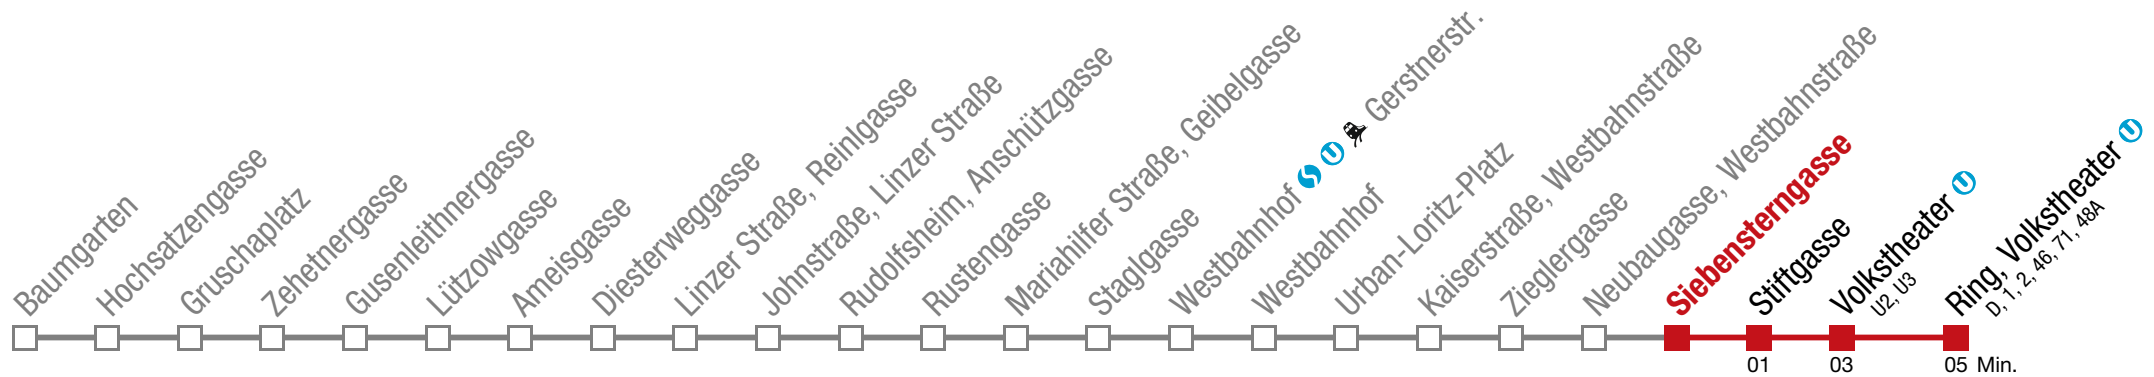 Baumgarten
Hochsatzengasse
Gruschaplatz
Zehetnergasse
Gusenleithnergasse
Lützowgasse
Ameisgasse
Diesterweggasse
Linzer Straße, Reinlgasse
Johnstraße, Linzer Straße
Rudolfsheim, Anschützgasse
Rustengasse
Mariahilfer Straße, Geibelgasse
Staglgasse
Westbahnhof S U Gerstnerstr.
Westbahnhof
Urban-Loritz-Platz
Kaiserstraße, Westbahnstraße
Zieglergasse
Neubaugasse, Westbahnstraße
Siebensterngasse
Stiftgasse
Volkstheater U
U2, U3
Ring, Volkstheater U
D, 1, 2, 46, 71, 48A
01 03 05 Min.